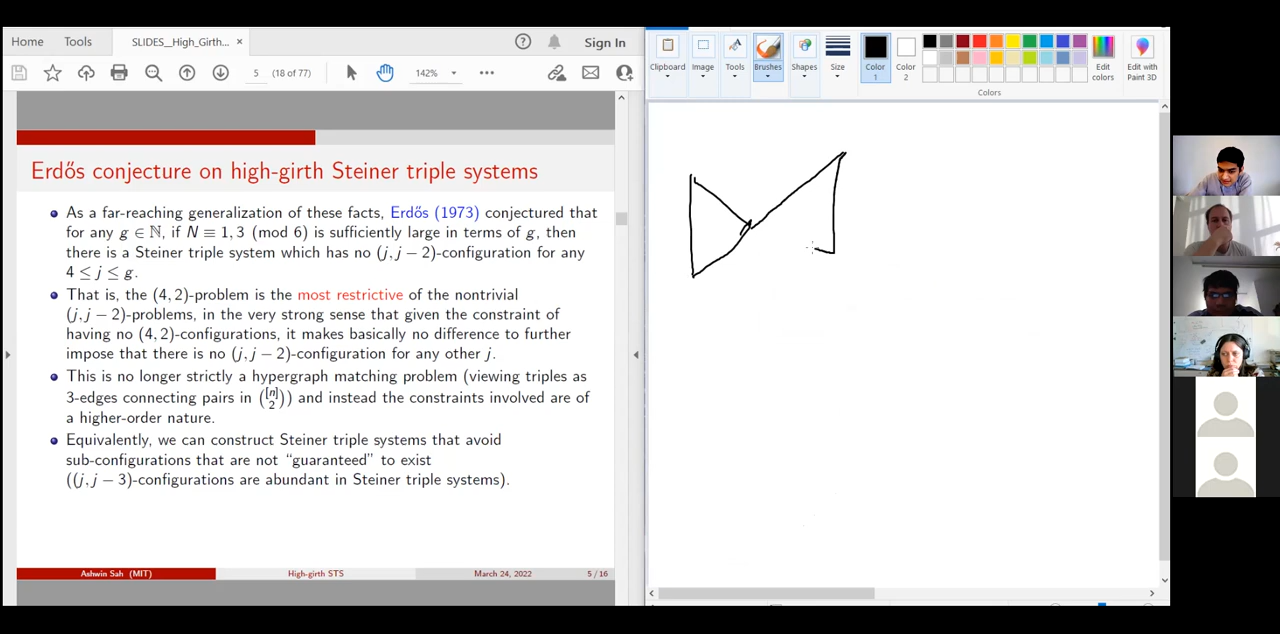 Home Tools SLIDES_High_Girth... × Sign In
5 (18 of 77) 142%
Erdős conjecture on high-girth Steiner triple systems
As a far-reaching generalization of these facts, Erdős (1973) conjectured that
for any g ∈ ℕ, if N ≡ 1, 3 (mod 6) is sufficiently large in terms of g, then
there is a Steiner triple system which has no (j, j − 2)-configuration for any
4 ≤ j ≤ g.
That is, the (4, 2)-problem is the most restrictive of the nontrivial
(j, j − 2)-problems, in the very strong sense that given the constraint of
having no (4, 2)-configurations, it makes basically no difference to further
impose that there is no (j, j − 2)-configuration for any other j.
This is no longer strictly a hypergraph matching problem (viewing triples as
3-edges connecting pairs in ([n] 2)) and instead the constraints involved are of
a higher-order nature.
Equivalently, we can construct Steiner triple systems that avoid
sub-configurations that are not “guaranteed” to exist
((j, j − 3)-configurations are abundant in Steiner triple systems).
Ashwin Sah (MIT) High-girth STS March 24, 2022 5 / 16
Clipboard Image Tools Brushes Shapes Size Color 1 Color 2 Edit colors Edit with Paint 3D
Colors